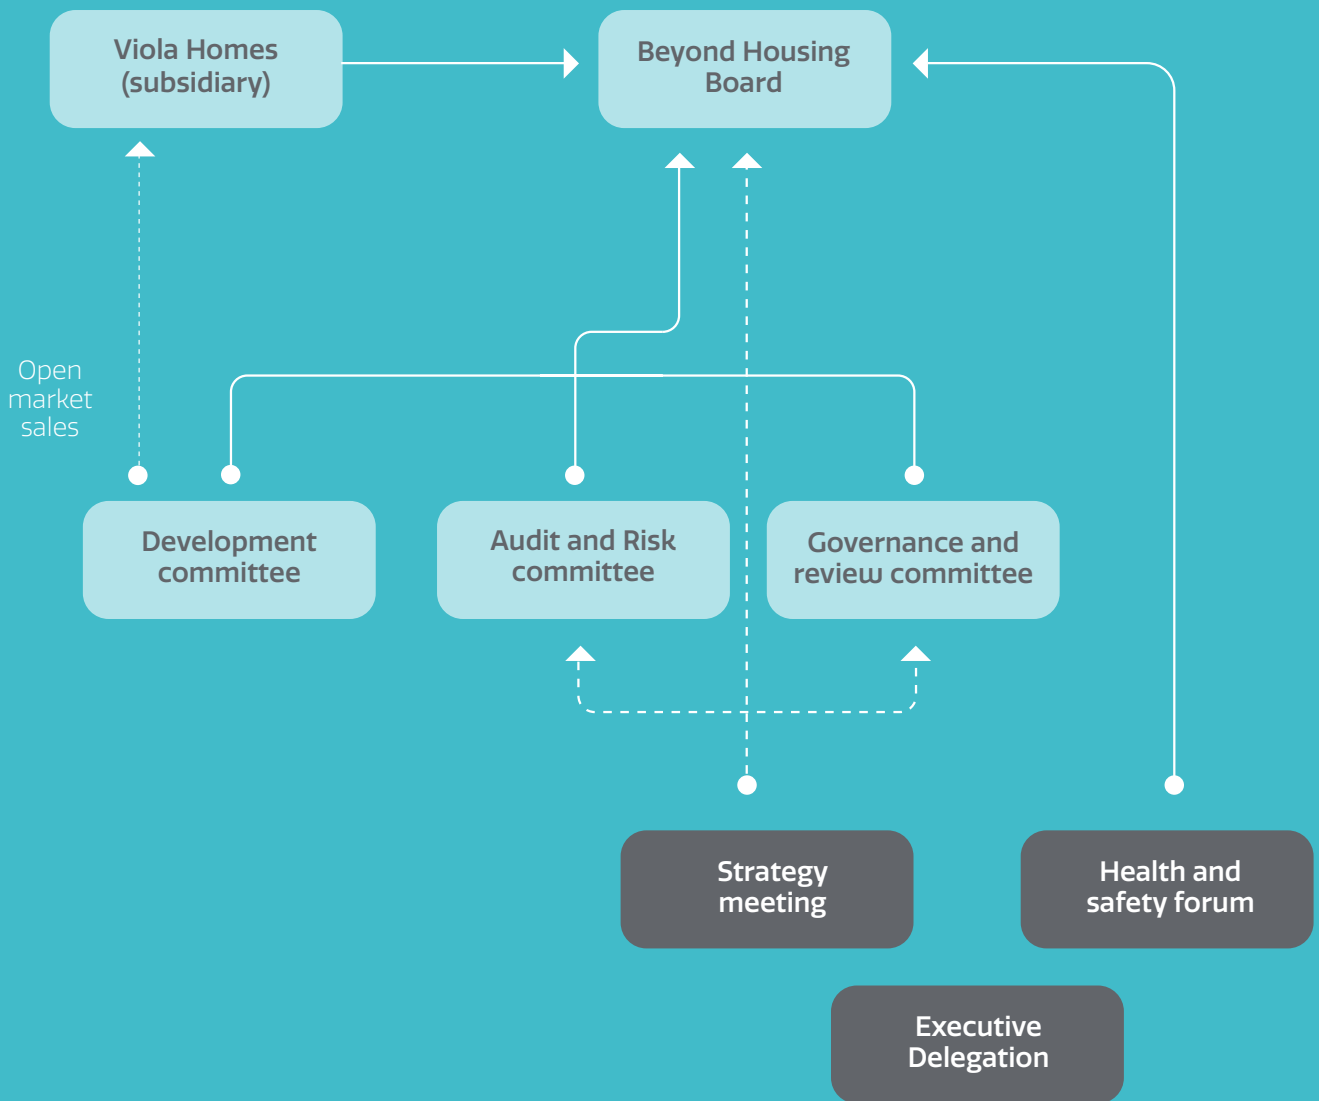 Viola Homes
(subsidiary)
Beyond Housing
Board
Open
market
sales
Development
committee
Audit and Risk
committee
Governance and
review committee
Strategy
meeting
Health and
safety forum
Executive
Delegation